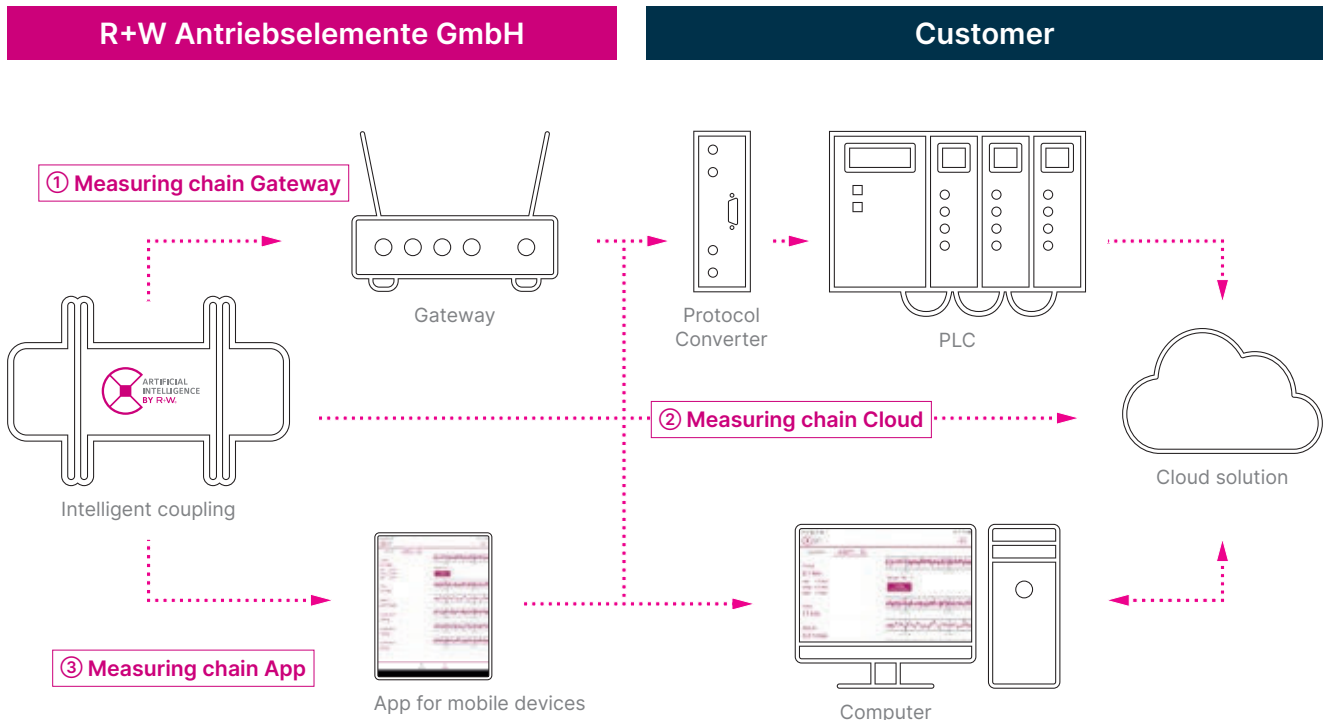 R+W Antriebselemente GmbH
Customer
① Measuring chain Gateway
Gateway
Protocol
Converter
PLC
ARTIFICIAL
INTELLIGENCE
BY R+W.
② Measuring chain Cloud
Cloud solution
Intelligent coupling
③ Measuring chain App
App for mobile devices
Computer